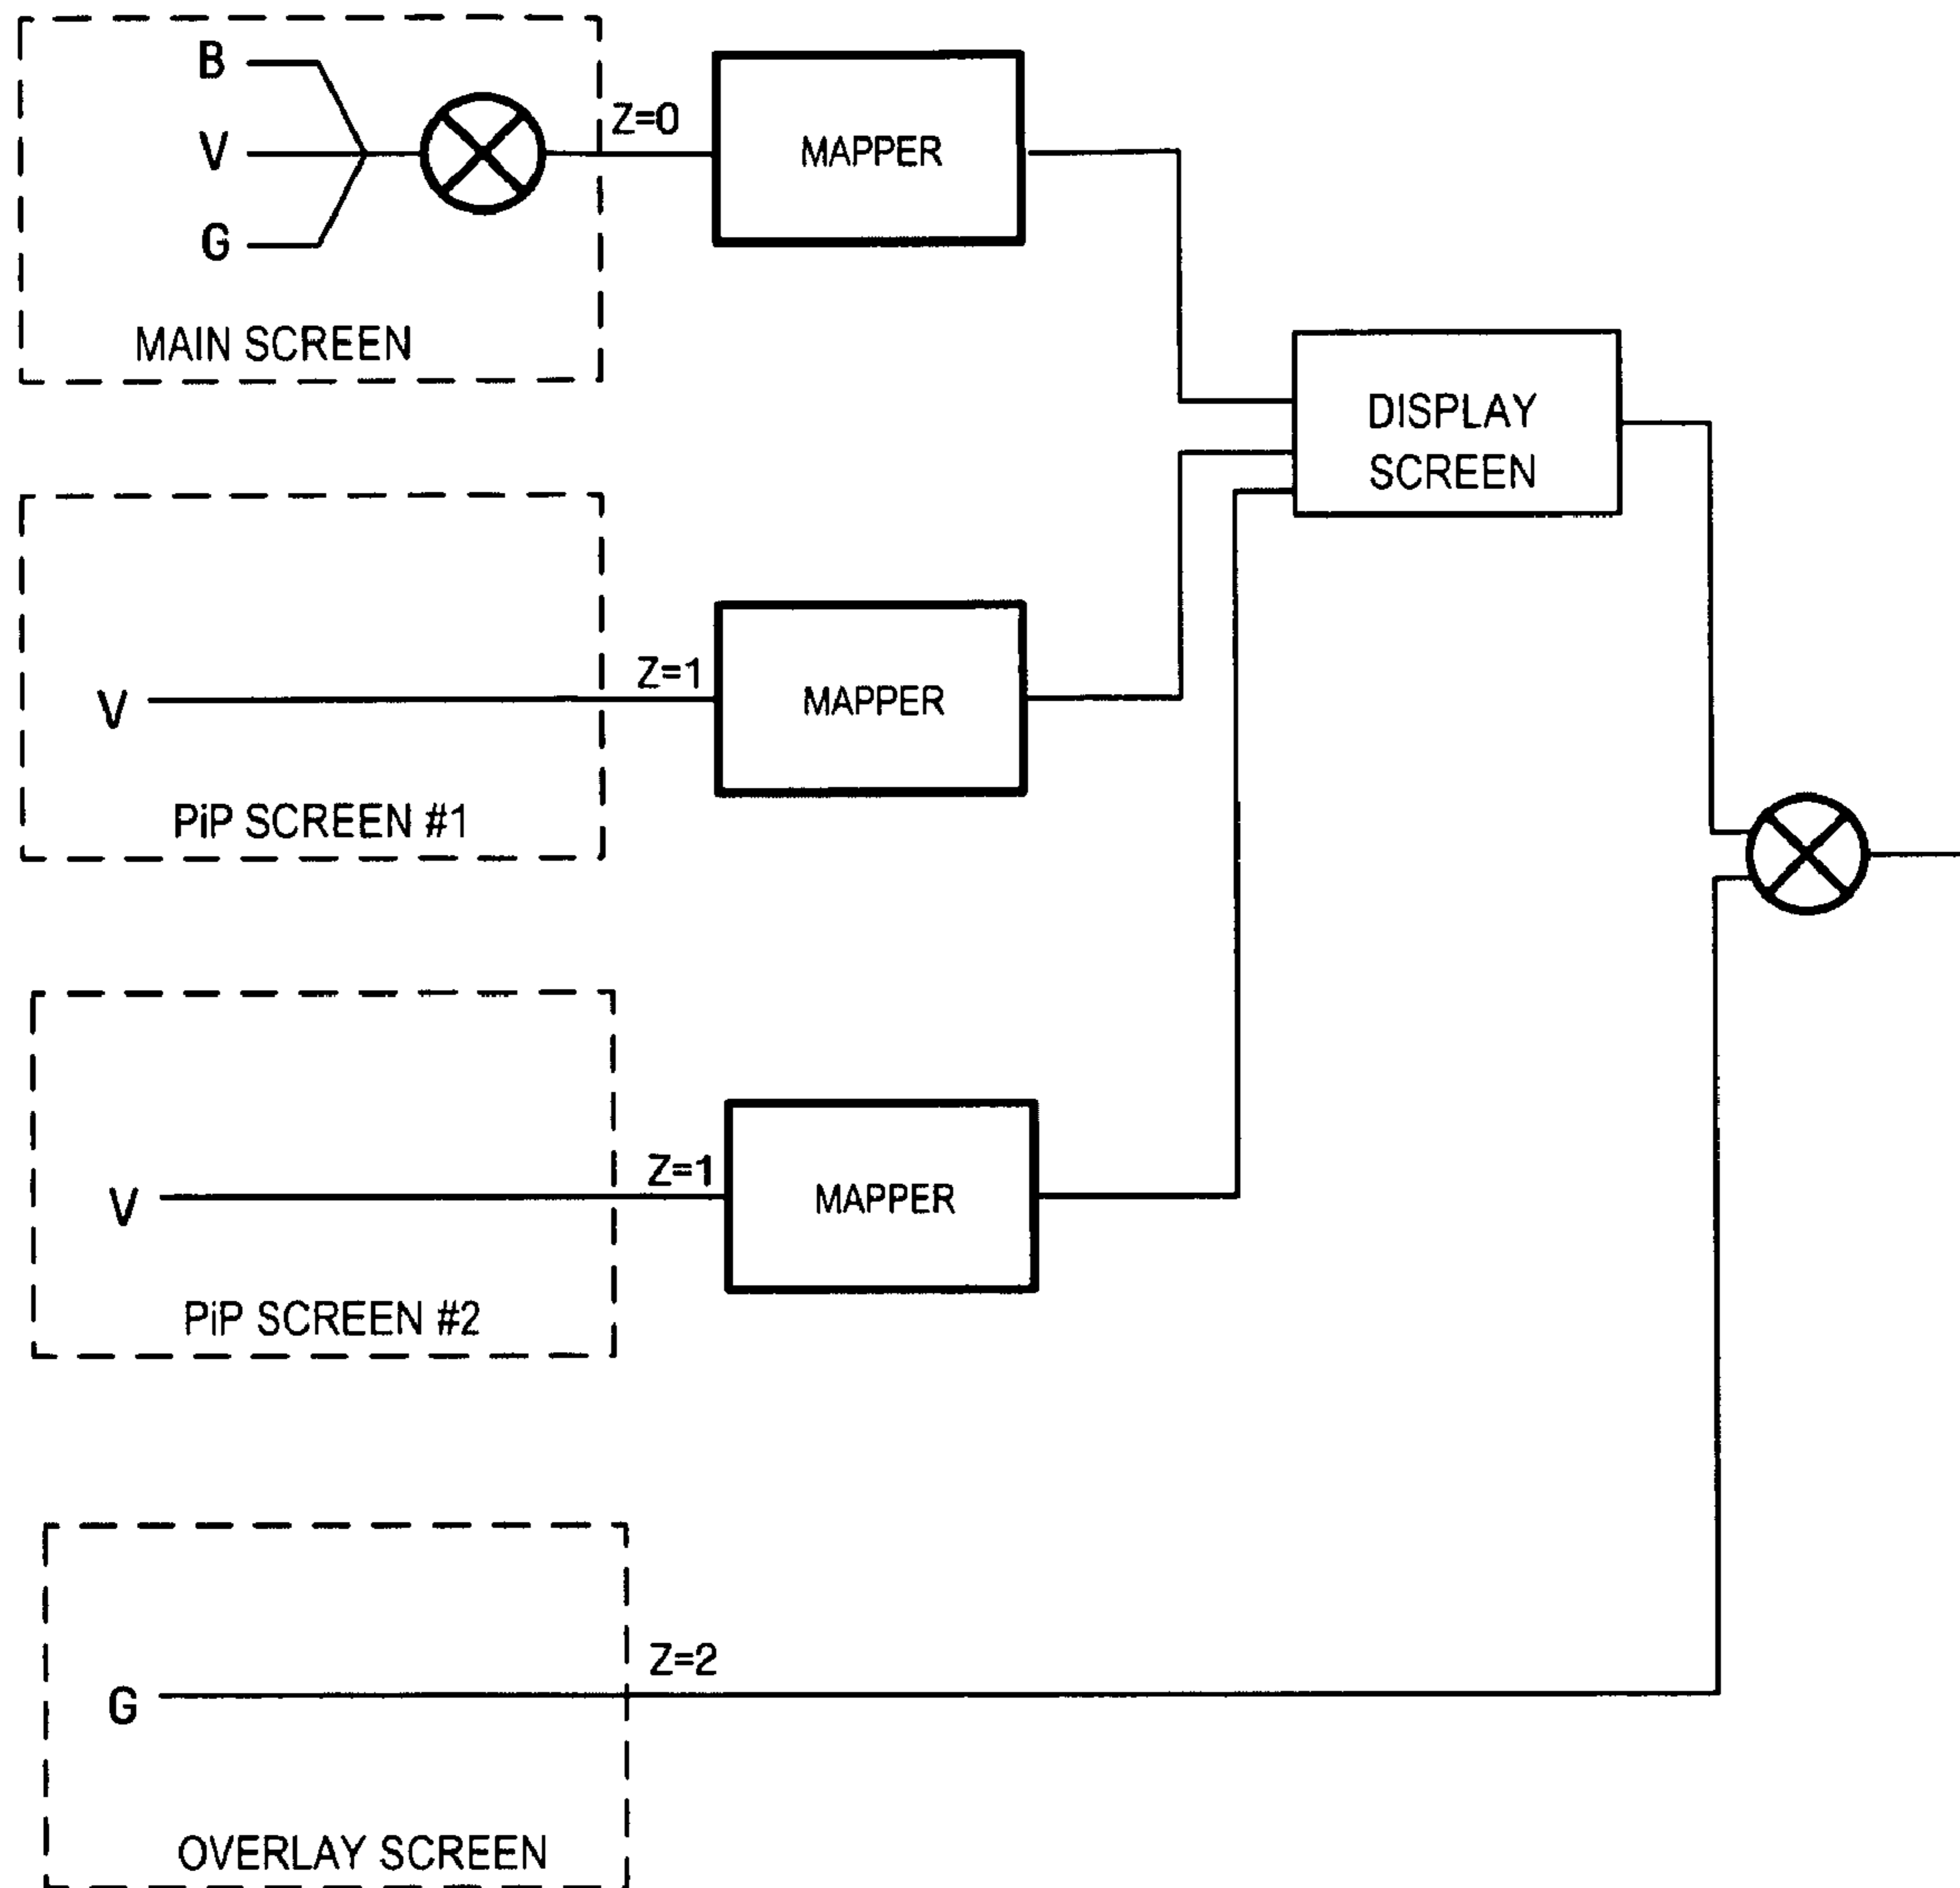 B
V
G
Z=0
MAPPER
MAIN SCREEN
DISPLAY
SCREEN
V
Z=1
MAPPER
PiP SCREEN #1
V
Z=1
MAPPER
PiP SCREEN #2
G
Z=2
OVERLAY SCREEN